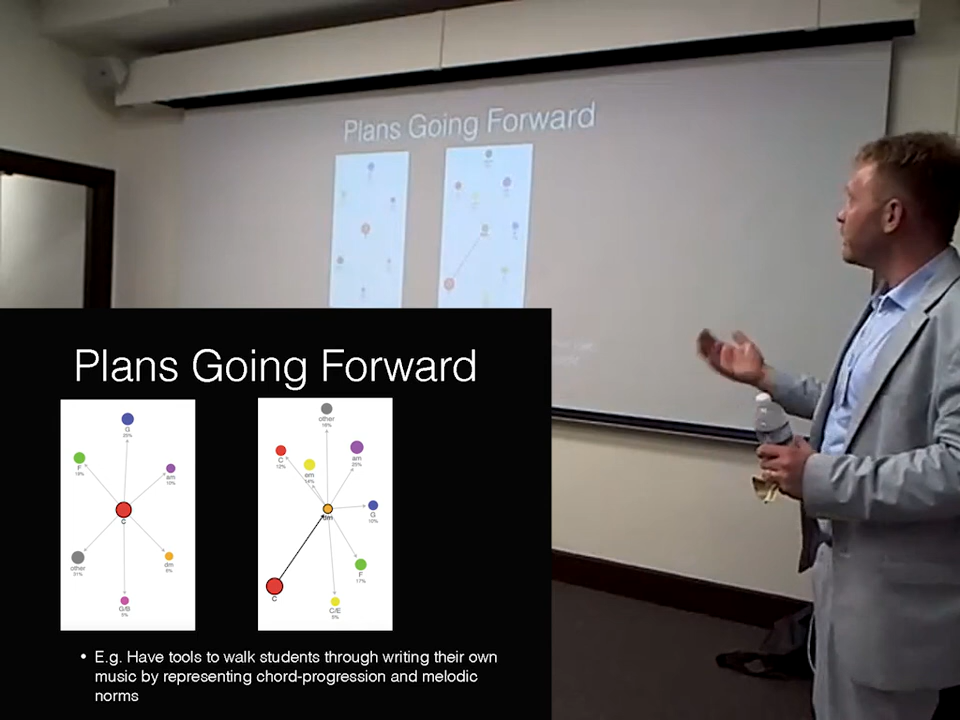 Plans Going Forward
Plans Going Forward
G
25%
F
18%
am
10%
C
other
31%
dm
G/B
5%
other
16%
C
12%
em
14%
am
25%
G
10%
dm
F
17%
C
C/E
• E.g. Have tools to walk students through writing their own
music by representing chord-progression and melodic
norms